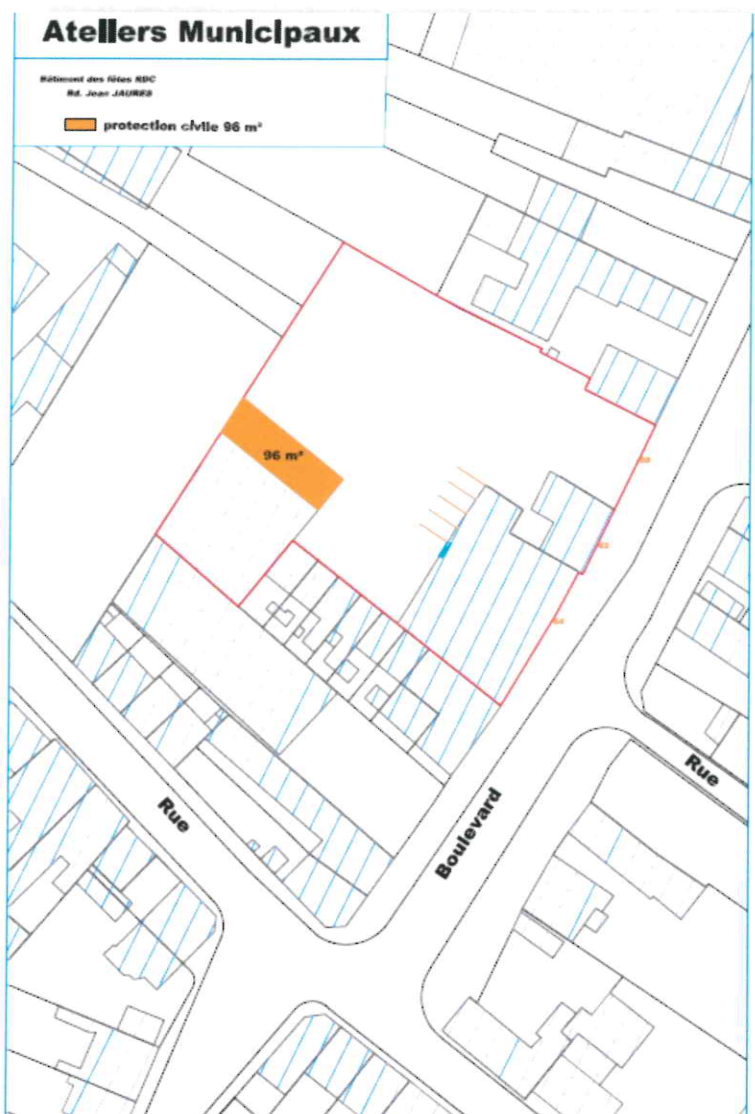 Ateliers Municipaux
Bâtiment des fêtes RDC
Bd. Jean JAURES
protection civile 96 m²
96 m²
Rue
Boulevard
Rue